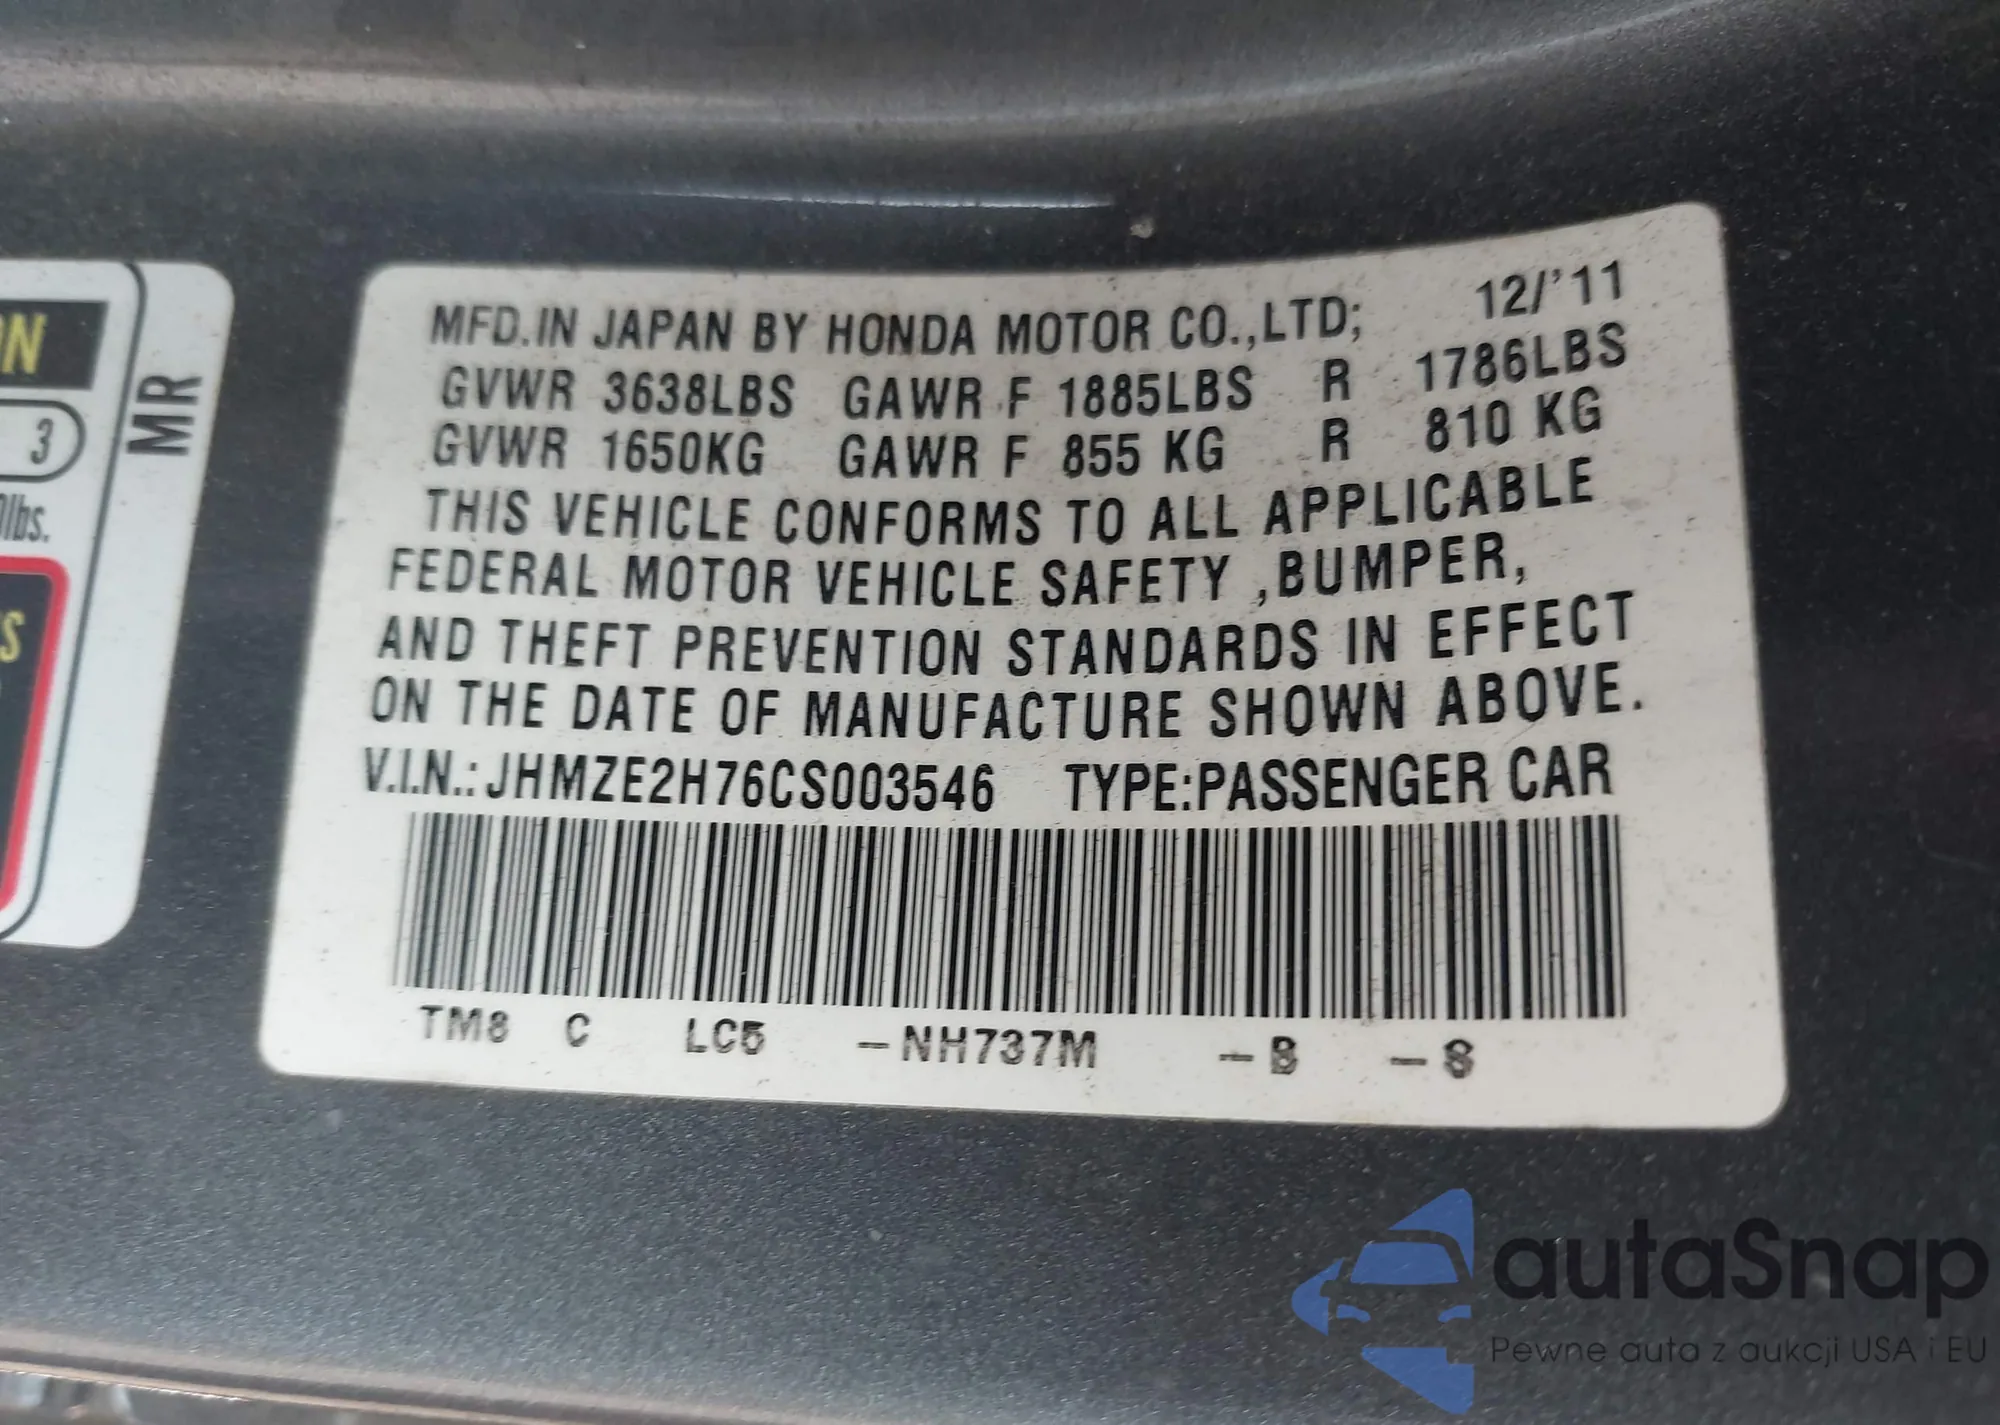 ON
3
0lbs.
S
MR
MFD.IN JAPAN BY HONDA MOTOR CO.,LTD; 12/'11
GVWR 3638LBS GAWR F 1885LBS R 1786LBS
GVWR 1650KG GAWR F 855 KG R 810 KG
THIS VEHICLE CONFORMS TO ALL APPLICABLE
FEDERAL MOTOR VEHICLE SAFETY ,BUMPER,
AND THEFT PREVENTION STANDARDS IN EFFECT
ON THE DATE OF MANUFACTURE SHOWN ABOVE.
V.I.N.: JHMZE2H76CS003546 TYPE:PASSENGER CAR
TM8 C LC5 -NH737M -B -S
autaSnap
Pewne auta z aukcji USA i EU